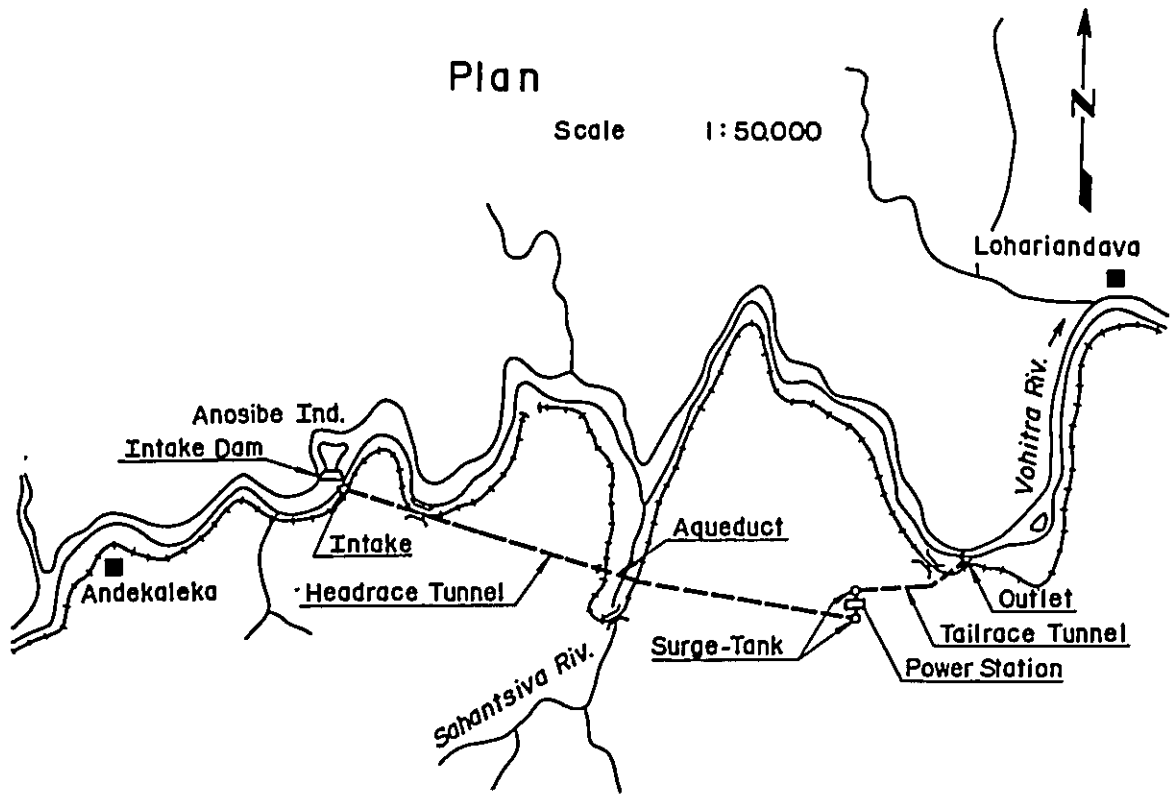 Plan
Scale 1:50.000
N
Lohariandava
Vohitra Riv.
Anosibe Ind.
Intake Dam
Intake
Andekaleka
Headrace Tunnel
Aqueduct
Outlet
Tailrace Tunnel
Surge-Tank
Power Station
Sahantsiva Riv.